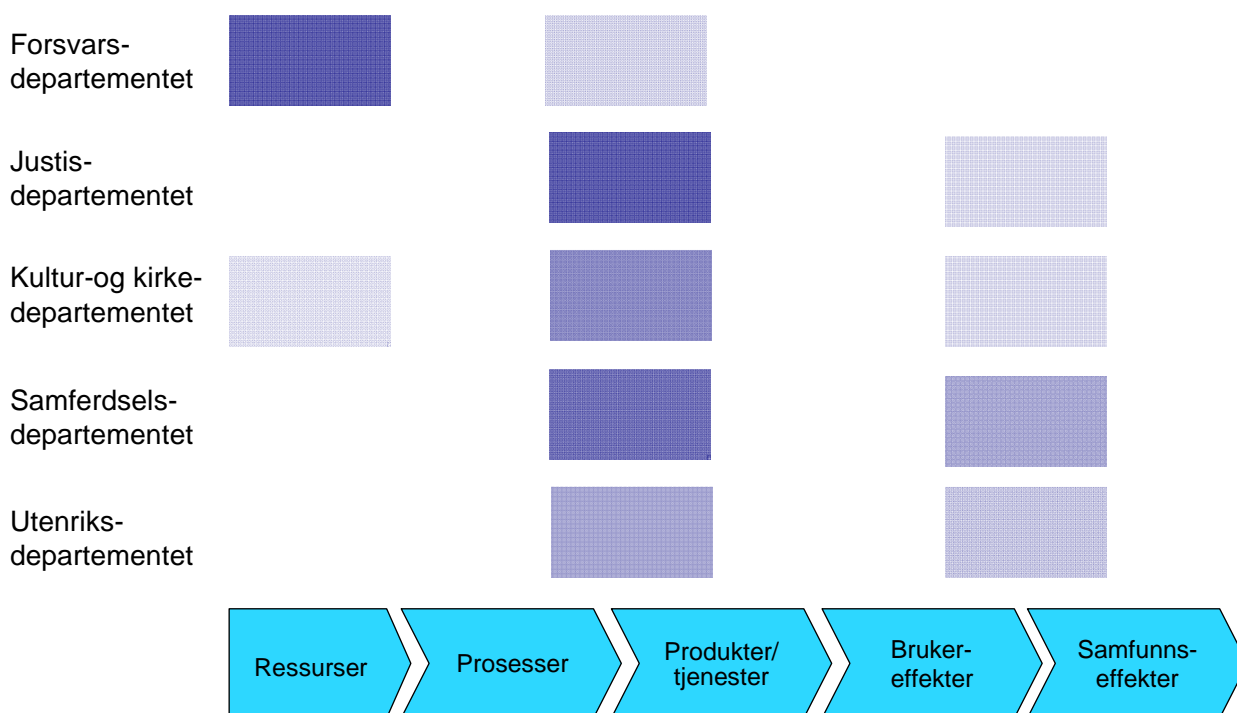 Forsvars-
departementet
Justis-
departementet
Kultur-og kirke-
departementet
Samferdsels-
departementet
Utenriks-
departementet
Ressurser
Prosesser
Produkter/
tjenester
Bruker-
effekter
Samfunns-
effekter